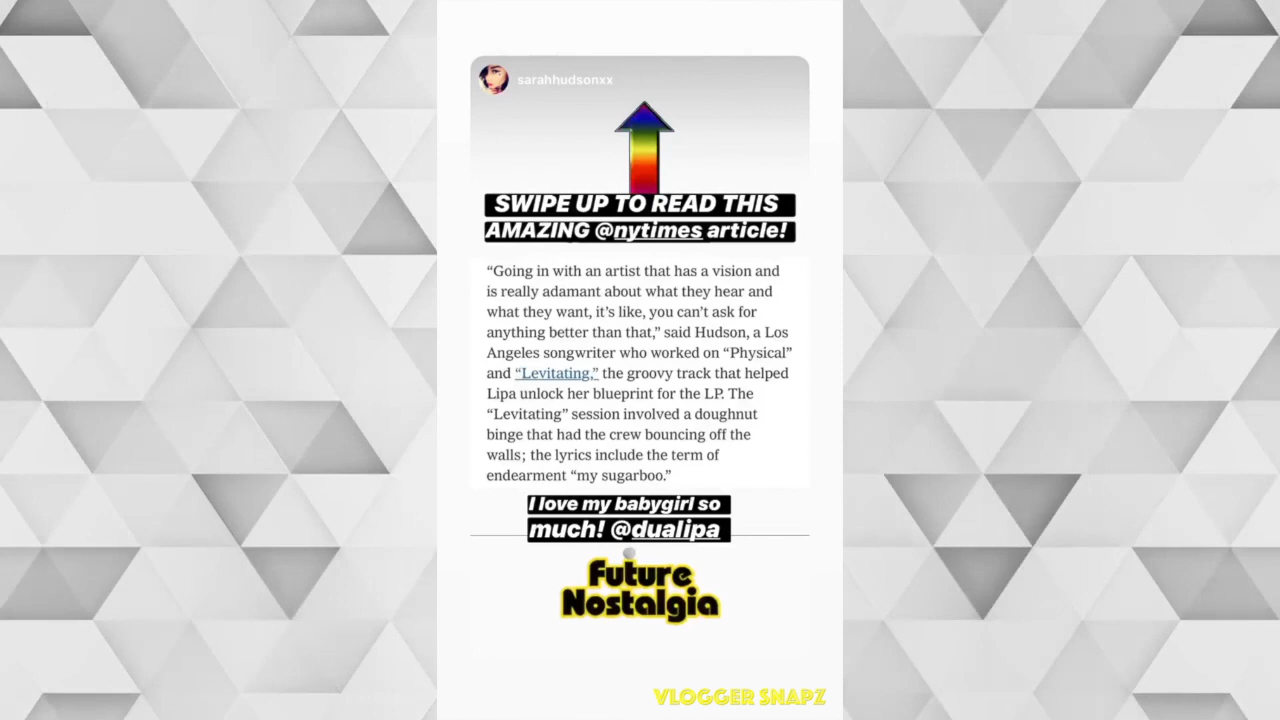 sarahhudsonxx
SWIPE UP TO READ THIS
AMAZING @nytimes article!
“Going in with an artist that has a vision and
is really adamant about what they hear and
what they want, it’s like, you can’t ask for
anything better than that,” said Hudson, a Los
Angeles songwriter who worked on “Physical”
and “Levitating,” the groovy track that helped
Lipa unlock her blueprint for the LP. The
“Levitating” session involved a doughnut
binge that had the crew bouncing off the
walls; the lyrics include the term of
endearment “my sugarboo.”
I love my babygirl so
much! @dualipa
Future
Nostalgia
VLOGGER SNAPZ